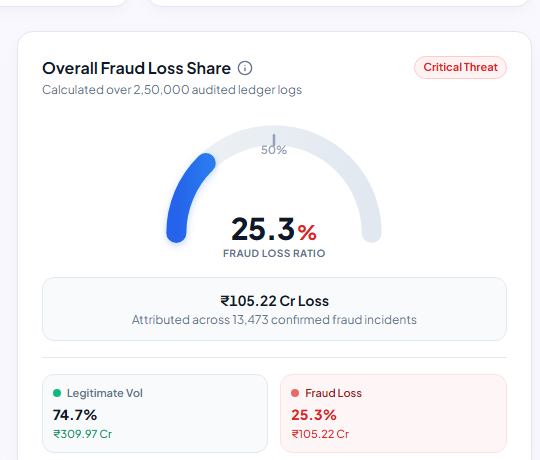 Overall Fraud Loss Share
Critical Threat
Calculated over 2,50,000 audited ledger logs
50%
25.3%
FRAUD LOSS RATIO
₹105.22 Cr Loss
Attributed across 13,473 confirmed fraud incidents
Legitimate Vol
74.7%
₹309.97 Cr
Fraud Loss
25.3%
₹105.22 Cr